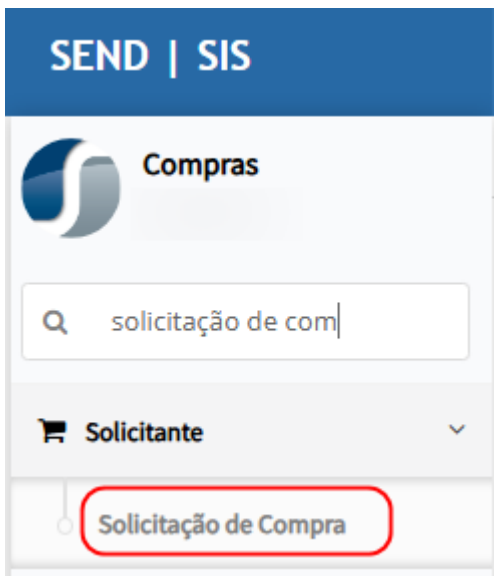 SEND | SIS
Compras
solicitação de com
Solicitante
Solicitação de Compra